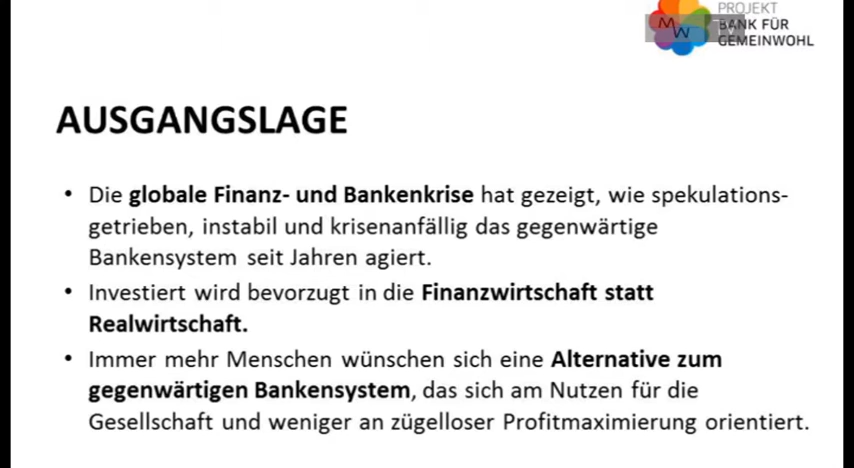 PROJEKT
BANK FÜR
GEMEINWOHL
MW TV
AUSGANGSLAGE
• Die globale Finanz- und Bankenkrise hat gezeigt, wie spekulations-
getrieben, instabil und krisenanfällig das gegenwärtige
Bankensystem seit Jahren agiert.
• Investiert wird bevorzugt in die Finanzwirtschaft statt
Realwirtschaft.
• Immer mehr Menschen wünschen sich eine Alternative zum
gegenwärtigen Bankensystem, das sich am Nutzen für die
Gesellschaft und weniger an zügelloser Profitmaximierung orientiert.